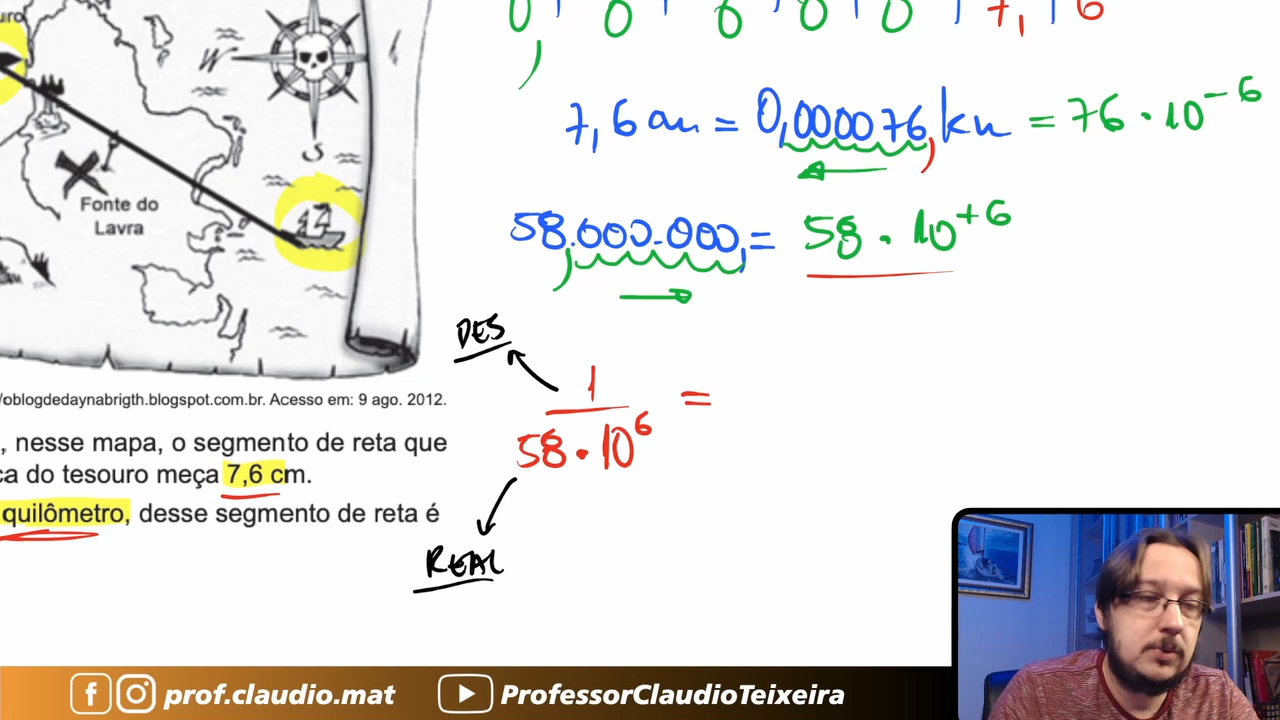 0, 0 0 0 0 7, 6
7,6 cm = 0,000076, km = 76 · 10⁻⁶
58.000.000, = 58 · 10⁺⁶
W
S
Fonte do
Lavra
DES
1
58 · 10⁶
=
REAL
/oblogdedaynabrigth.blogspot.com.br. Acesso em: 9 ago. 2012.
, nesse mapa, o segmento de reta que
ca do tesouro meça 7,6 cm.
quilômetro, desse segmento de reta é
prof.claudio.mat
ProfessorClaudioTeixeira